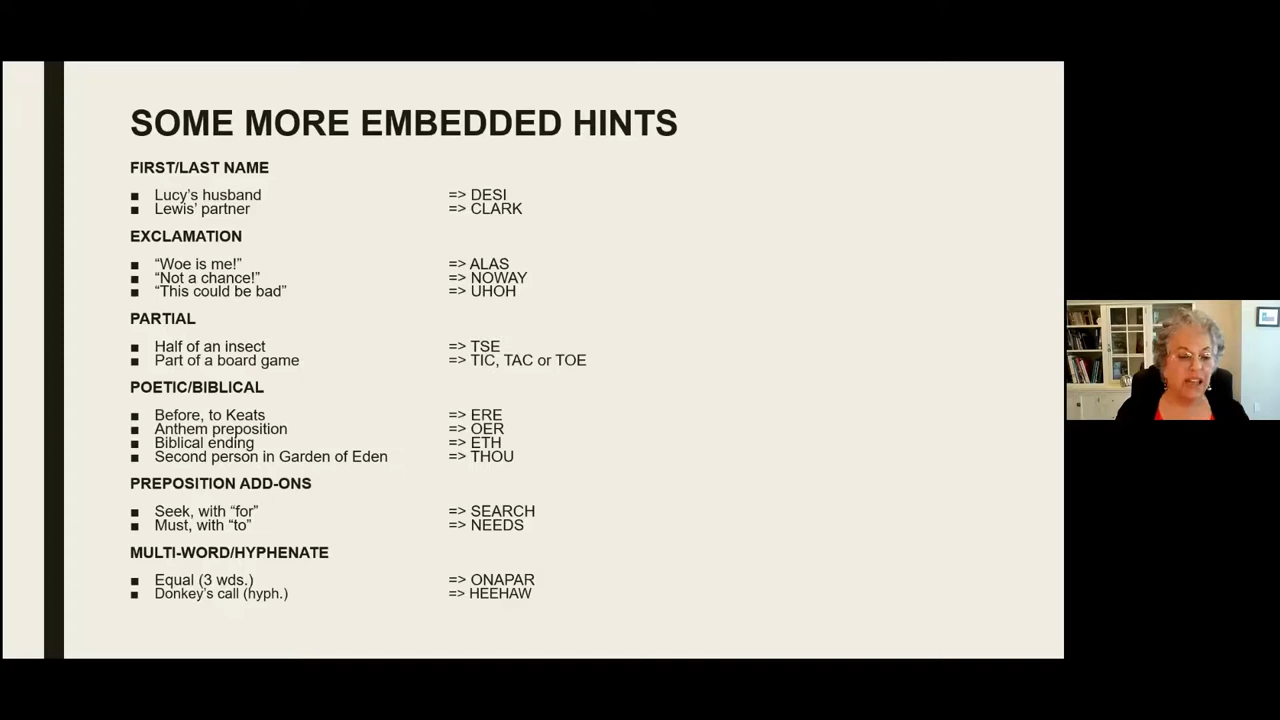 SOME MORE EMBEDDED HINTS
FIRST/LAST NAME
■ Lucy’s husband => DESI
■ Lewis’ partner => CLARK
EXCLAMATION
■ “Woe is me!” => ALAS
■ “Not a chance!” => NOWAY
■ “This could be bad” => UHOH
PARTIAL
■ Half of an insect => TSE
■ Part of a board game => TIC, TAC or TOE
POETIC/BIBLICAL
■ Before, to Keats => ERE
■ Anthem preposition => OER
■ Biblical ending => ETH
■ Second person in Garden of Eden => THOU
PREPOSITION ADD-ONS
■ Seek, with “for” => SEARCH
■ Must, with “to” => NEEDS
MULTI-WORD/HYPHENATE
■ Equal (3 wds.) => ONAPAR
■ Donkey’s call (hyph.) => HEEHAW